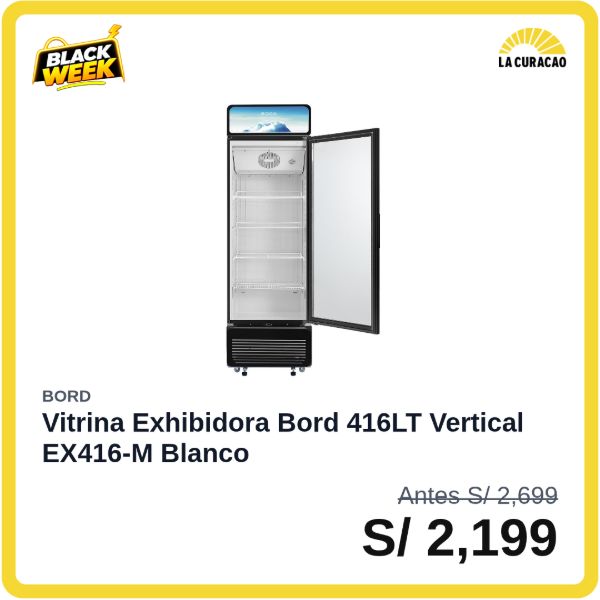 BLACK
WEEK
LA CURACAO
BORD
Vitrina Exhibidora Bord 416LT Vertical
EX416-M Blanco
Antes S/ 2,699
S/ 2,199